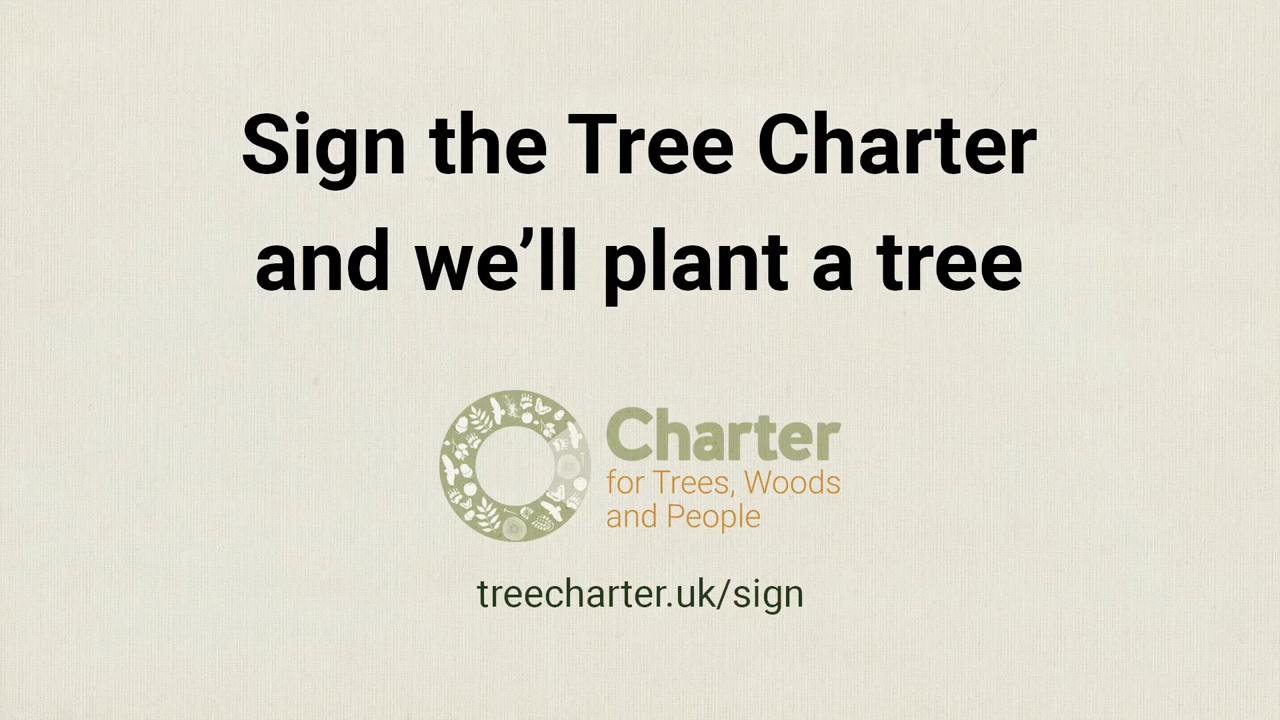 Sign the Tree Charter
and we’ll plant a tree
Charter
for Trees, Woods
and People
treecharter.uk/sign